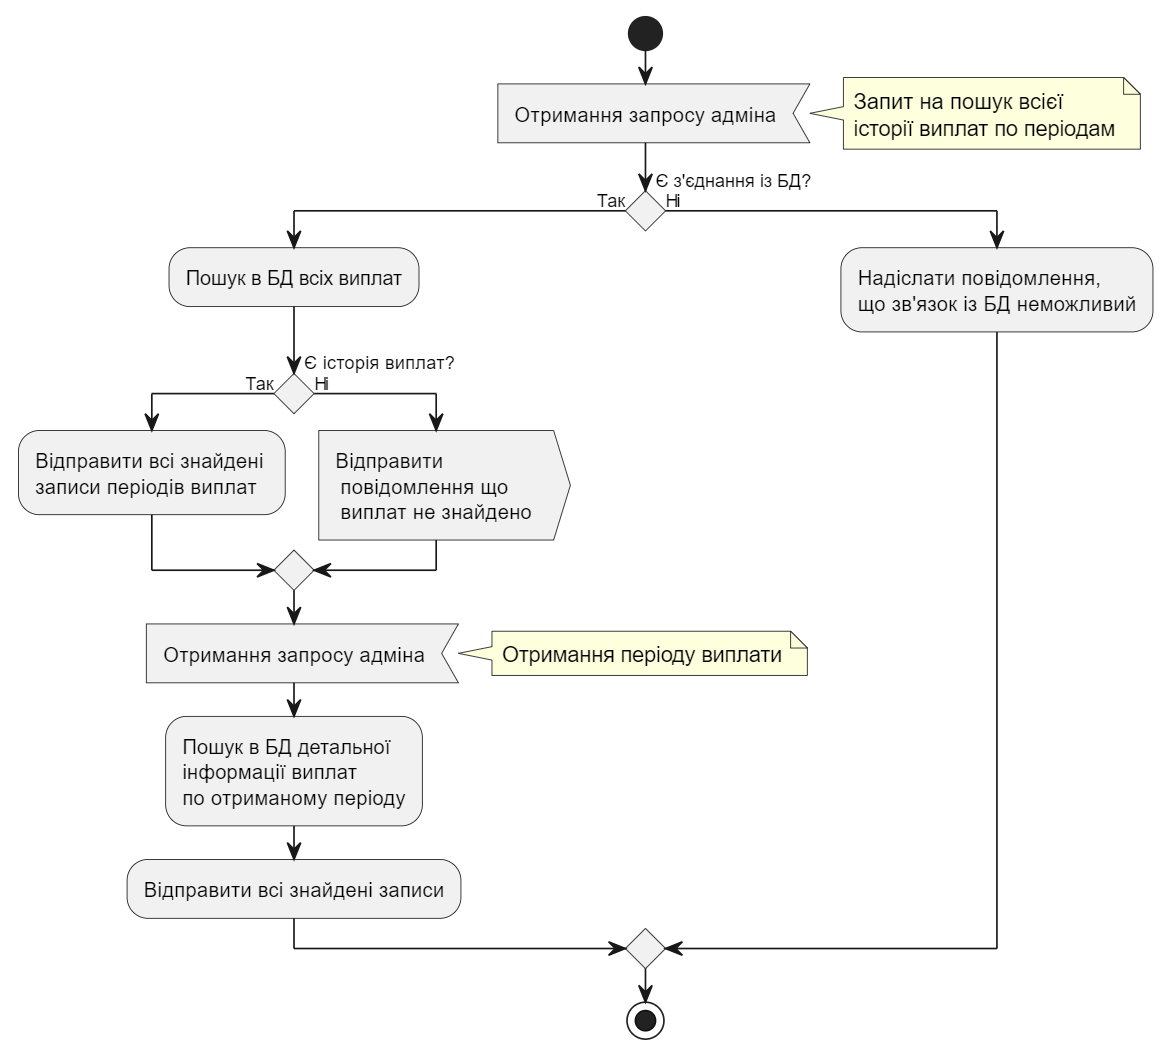 Отримання запросу адміна
Запит на пошук всієї
історії виплат по періодам
Є з'єднання із БД?
Так
Ні
Пошук в БД всіх виплат
Надіслати повідомлення,
що зв'язок із БД неможливий
Є історія виплат?
Так
Ні
Відправити всі знайдені
записи періодів виплат
Відправити
повідомлення що
виплат не знайдено
Отримання запросу адміна
Отримання періоду виплати
Пошук в БД детальної
інформації виплат
по отриманому періоду
Відправити всі знайдені записи